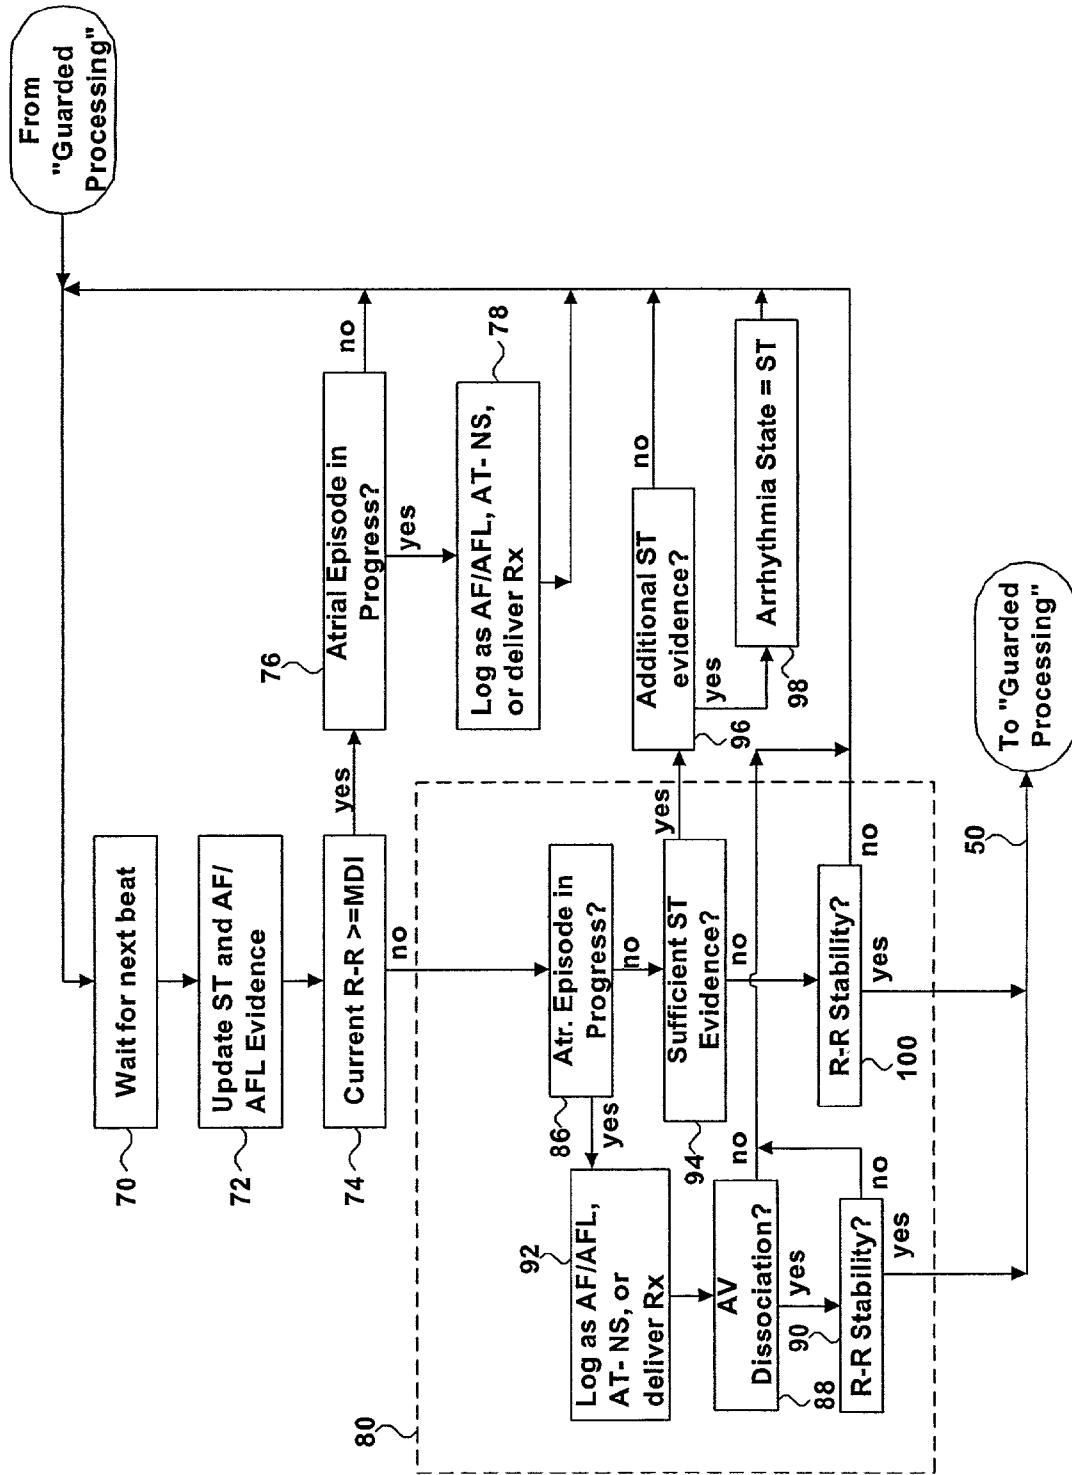 From
"Guarded
Processing"
70
Wait for next beat
72
Update ST and AF/
AFL Evidence
74
Current R-R >=MDI
yes
no
76
Atrial Episode in
Progress?
no
yes
78
Log as AF/AFL, AT- NS,
or deliver Rx
80
86
Atr. Episode in
Progress?
yes
no
92
Log as AF/AFL,
AT- NS, or
deliver Rx
94
Sufficient ST
Evidence?
yes
no
96
Additional ST
evidence?
no
yes
98
Arrhythmia State = ST
88
AV
Dissociation?
no
yes
90
R-R Stability?
no
yes
100
R-R Stability?
no
yes
50
To "Guarded
Processing"